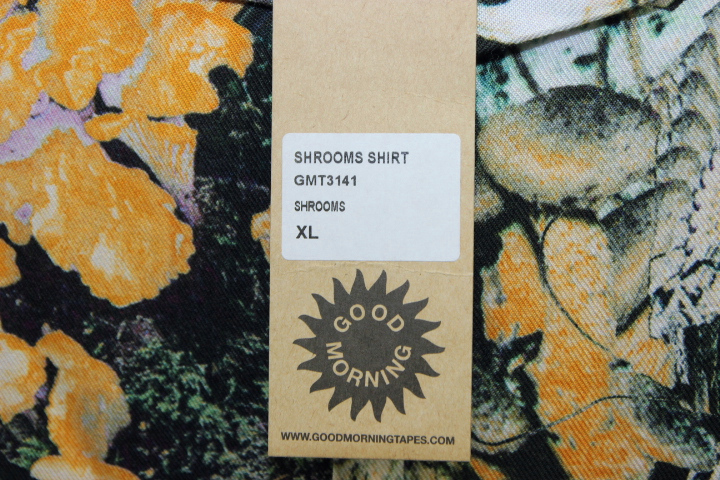 SHROOMS SHIRT
GMT3141
SHROOMS
XL
GOOD
MORNING
WWW.GOODMORNINGTAPES.COM